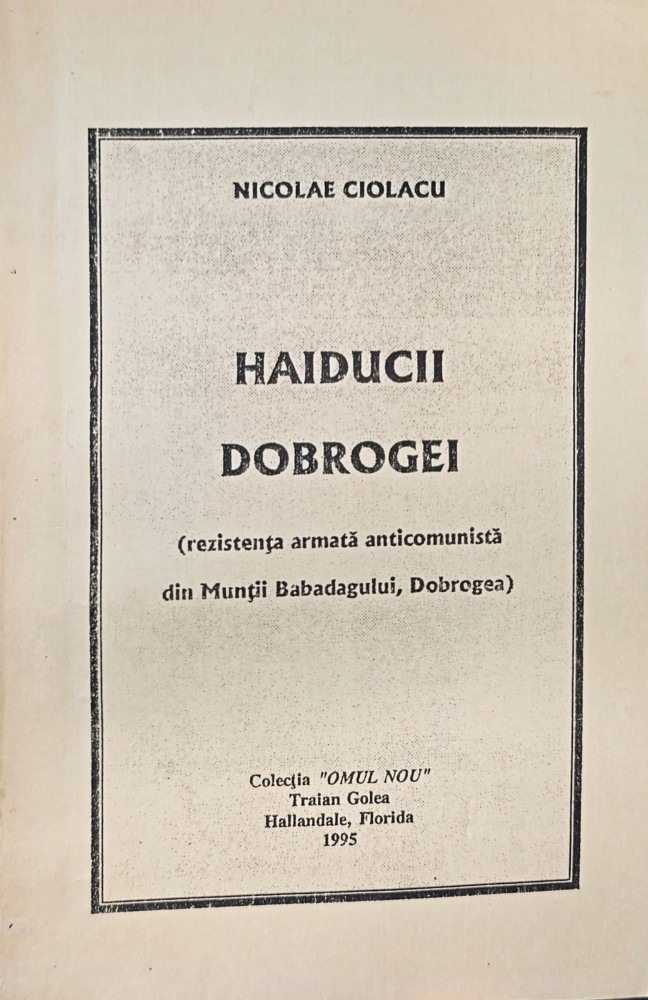 NICOLAE CIOLACU
HAIDUCII
DOBROGEI
(rezistenţa armată anticomunistă
din Munţii Babadagului, Dobrogea)
Colecţia "OMUL NOU"
Traian Golea
Hallandale, Florida
1995